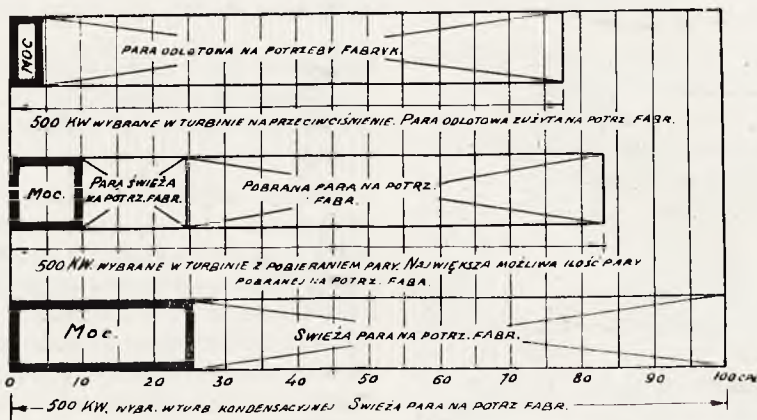 MOC
PARA ODLOTOWA NA POTRZEBY FABRYK.
500 KW WYBRANE W TURBINIE NA PRZECIWCIŚNIENIE. PARA ODLOTOWA ZUŻYTA NA POTRZ FABR.
MOC.
PARA ŚWIEŻA
NA POTRZ. FABR.
POBRANA PARA NA POTRZ.
FABR.
500 KW. WYBRANE W TURBINIE Z POBIERANIEM PARY. NAJWIĘKSZA MOŻLIWA ILOŚĆ PARY
POBRANEJ NA POTRZ. FABR.
MOC.
SWIEŻA PARA NA POTRZ. FABR.
0 10 20 30 40 50 60 70 80 90 100
500 KW. WYBR. W TURB KONDENSACYJNEJ SWIEŻA PARA NA POTRZ FABR.